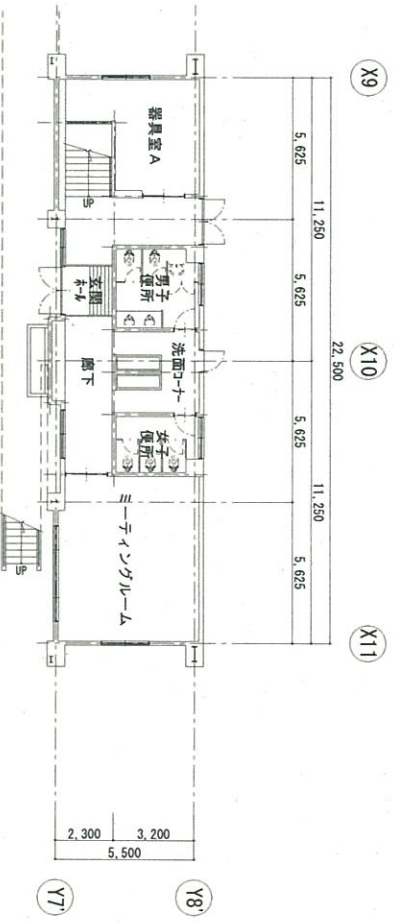 X9
X10
X11
22,500
11,250
11,250
5,625
5,625
5,625
5,625
器具室A
UP
玄関
ホール
男子
便所
洗面コーナー
女子
便所
廊下
ミーティングルーム
UP
3,200
2,300
5,500
Y8'
Y7'